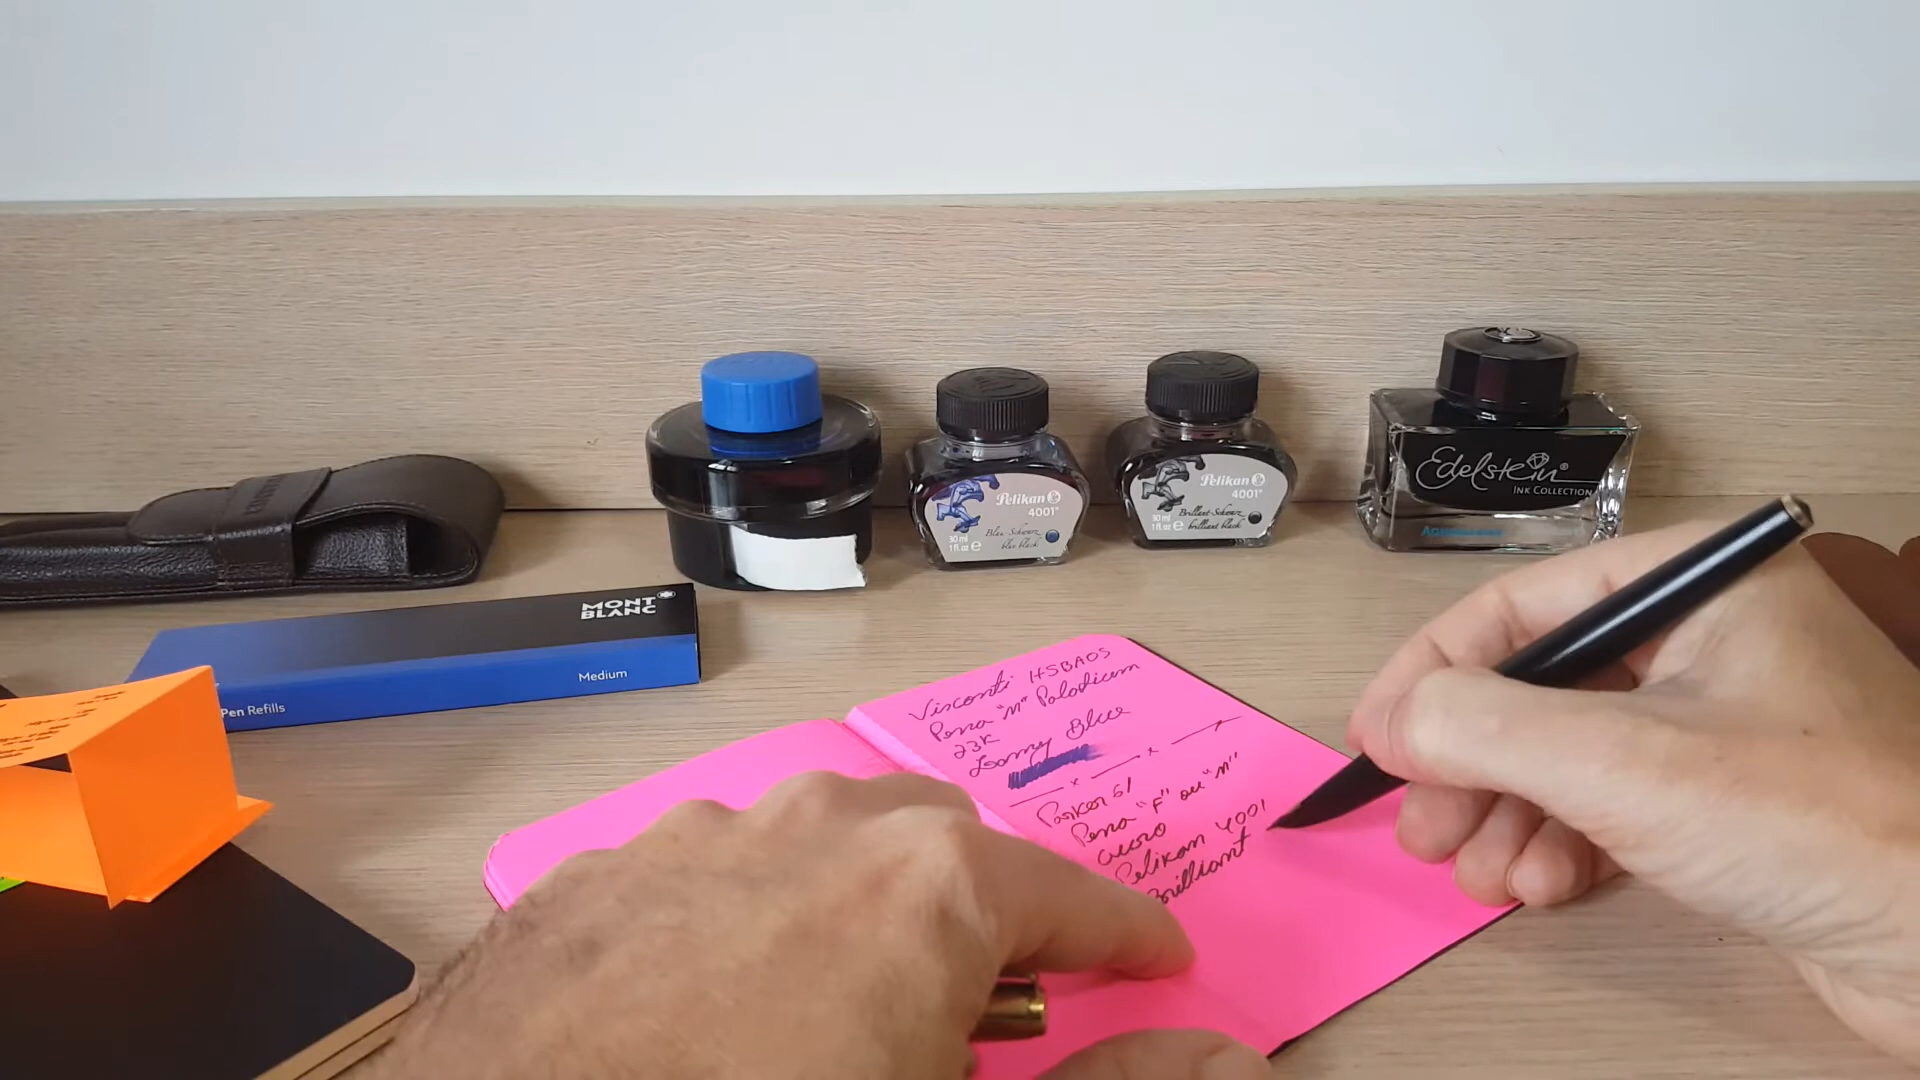 MONT
BLANC
Medium
Pen Refills
Pelikan
4001®
Blau-Schwarz
blue black
30 ml
1 fl.oz ℮
Pelikan
4001®
Brillant-Schwarz
brilliant black
30 ml
1 fl.oz ℮
Edelstein®
INK COLLECTION
Aquamarine
Visconti HSBAOS
Pena "M" Paladium
23K
Lamy Blue
Parker 61
Pena "F" ou "M"
Pelikan 4001
Brilliant